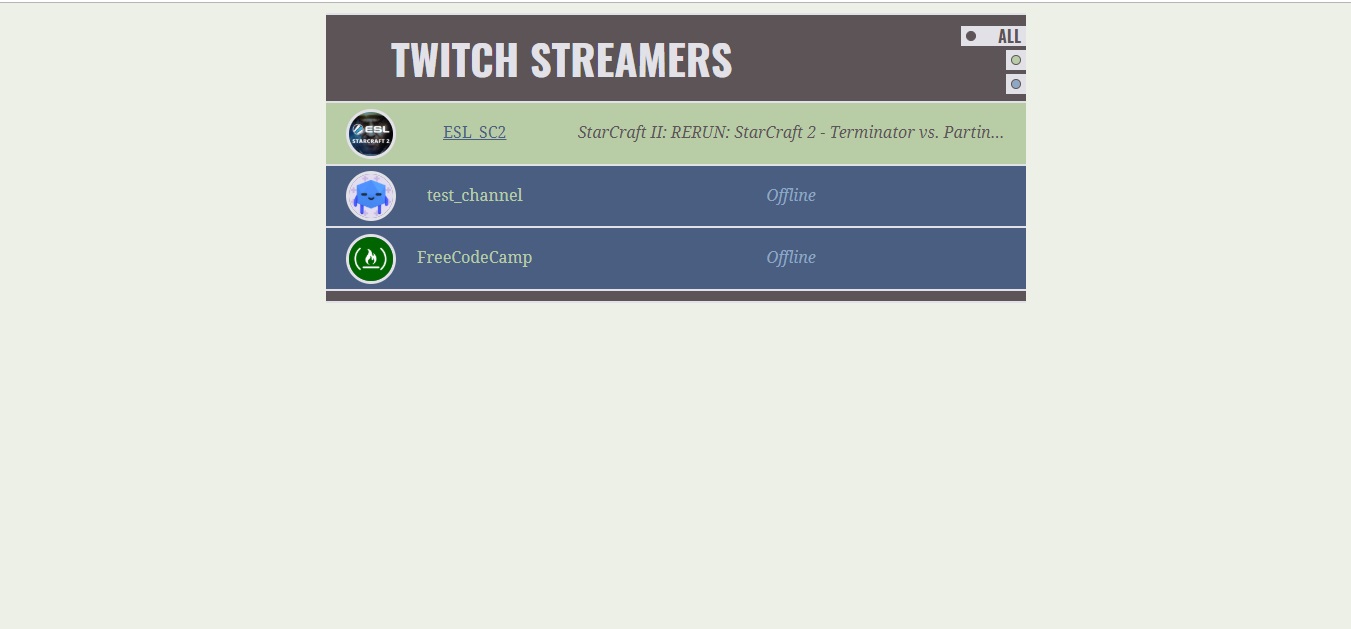 TWITCH STREAMERS
ALL
ESL
STARCRAFT 2
ESL_SC2
StarCraft II: RERUN: StarCraft 2 - Terminator vs. Partin...
test_channel
Offline
FreeCodeCamp
Offline